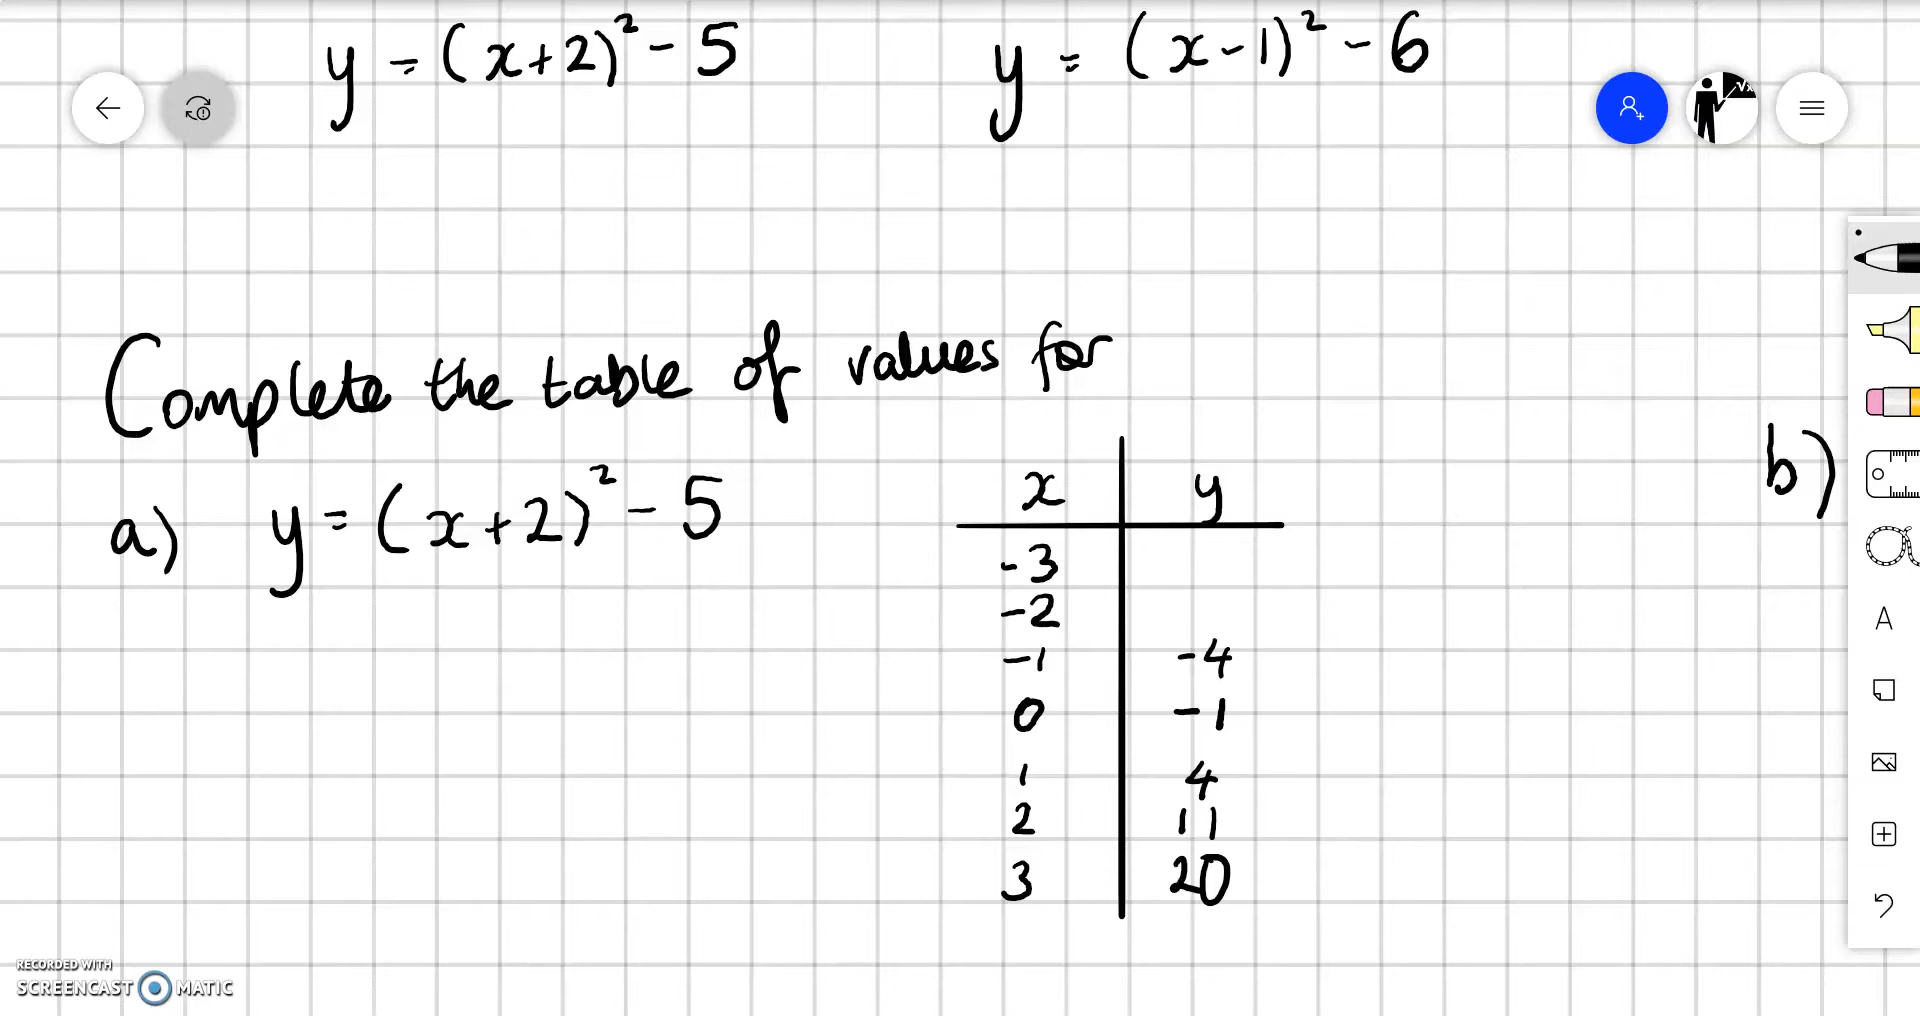 y = (x+2)² - 5
y = (x-1)² - 6
√x
Complete the table of values for
a) y = (x+2)² - 5
x y
-3
-2
-1 -4
0 -1
1 4
2 11
3 20
b)
A
RECORDED WITH
SCREENCAST MATIC